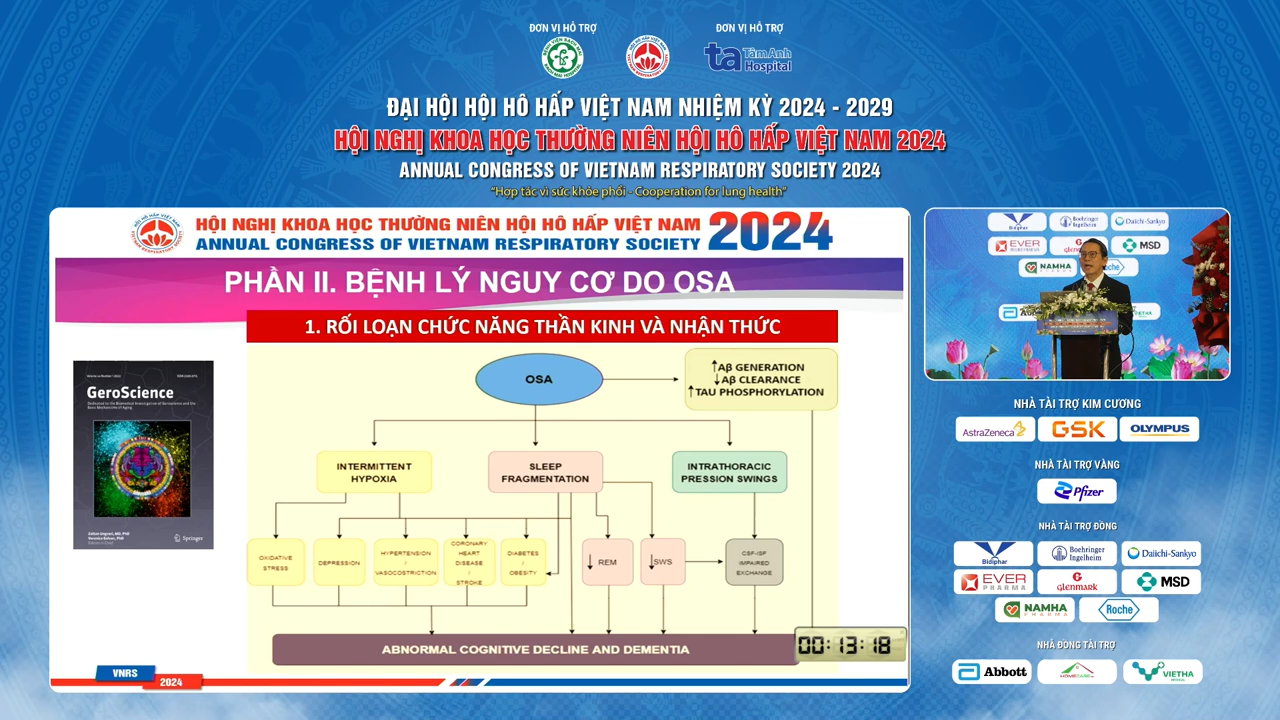 ĐƠN VỊ HỖ TRỢ
ĐƠN VỊ HỖ TRỢ
ta TâmAnh
Hospital
ĐẠI HỘI HỘI HÔ HẤP VIỆT NAM NHIỆM KỲ 2024 - 2029
HỘI NGHỊ KHOA HỌC THƯỜNG NIÊN HỘI HÔ HẤP VIỆT NAM 2024
ANNUAL CONGRESS OF VIETNAM RESPIRATORY SOCIETY 2024
"Hợp tác vì sức khỏe phổi - Cooperation for lung health"
HỘI NGHỊ KHOA HỌC THƯỜNG NIÊN HỘI HÔ HẤP VIỆT NAM
ANNUAL CONGRESS OF VIETNAM RESPIRATORY SOCIETY
2024
PHẦN II. BỆNH LÝ NGUY CƠ DO OSA
1. RỐI LOẠN CHỨC NĂNG THẦN KINH VÀ NHẬN THỨC
GeroScience
Springer
OSA
↑Aβ GENERATION
↓Aβ CLEARANCE
↑TAU PHOSPHORYLATION
INTERMITTENT
HYPOXIA
SLEEP
FRAGMENTATION
INTRATHORACIC
PRESSION SWINGS
OXIDATIVE
STRESS
DEPRESSION
HYPERTENSION
/
VASOCOSTRICTION
CORONARY
HEART
DISEASE
/
STROKE
DIABETES
/
OBESITY
↓ REM
↓ SWS
CSF-ISF
IMPAIRED
EXCHANGE
ABNORMAL COGNITIVE DECLINE AND DEMENTIA
00:13:18
VNRS
2024
Bidiphar
Boehringer
Ingelheim
Daiichi-Sankyo
EVER
MSD
NAMHA
Roche
NHÀ TÀI TRỢ KIM CƯƠNG
AstraZeneca
GSK
OLYMPUS
NHÀ TÀI TRỢ VÀNG
Pfizer
NHÀ TÀI TRỢ ĐỒNG
Bidiphar
Boehringer
Ingelheim
Daiichi-Sankyo
EVER
PHARMA
GLENMARK
MSD
NAMHA
PHARMA
Roche
NHÀ ĐỒNG TÀI TRỢ
Abbott
HOMECARE
VIETHA